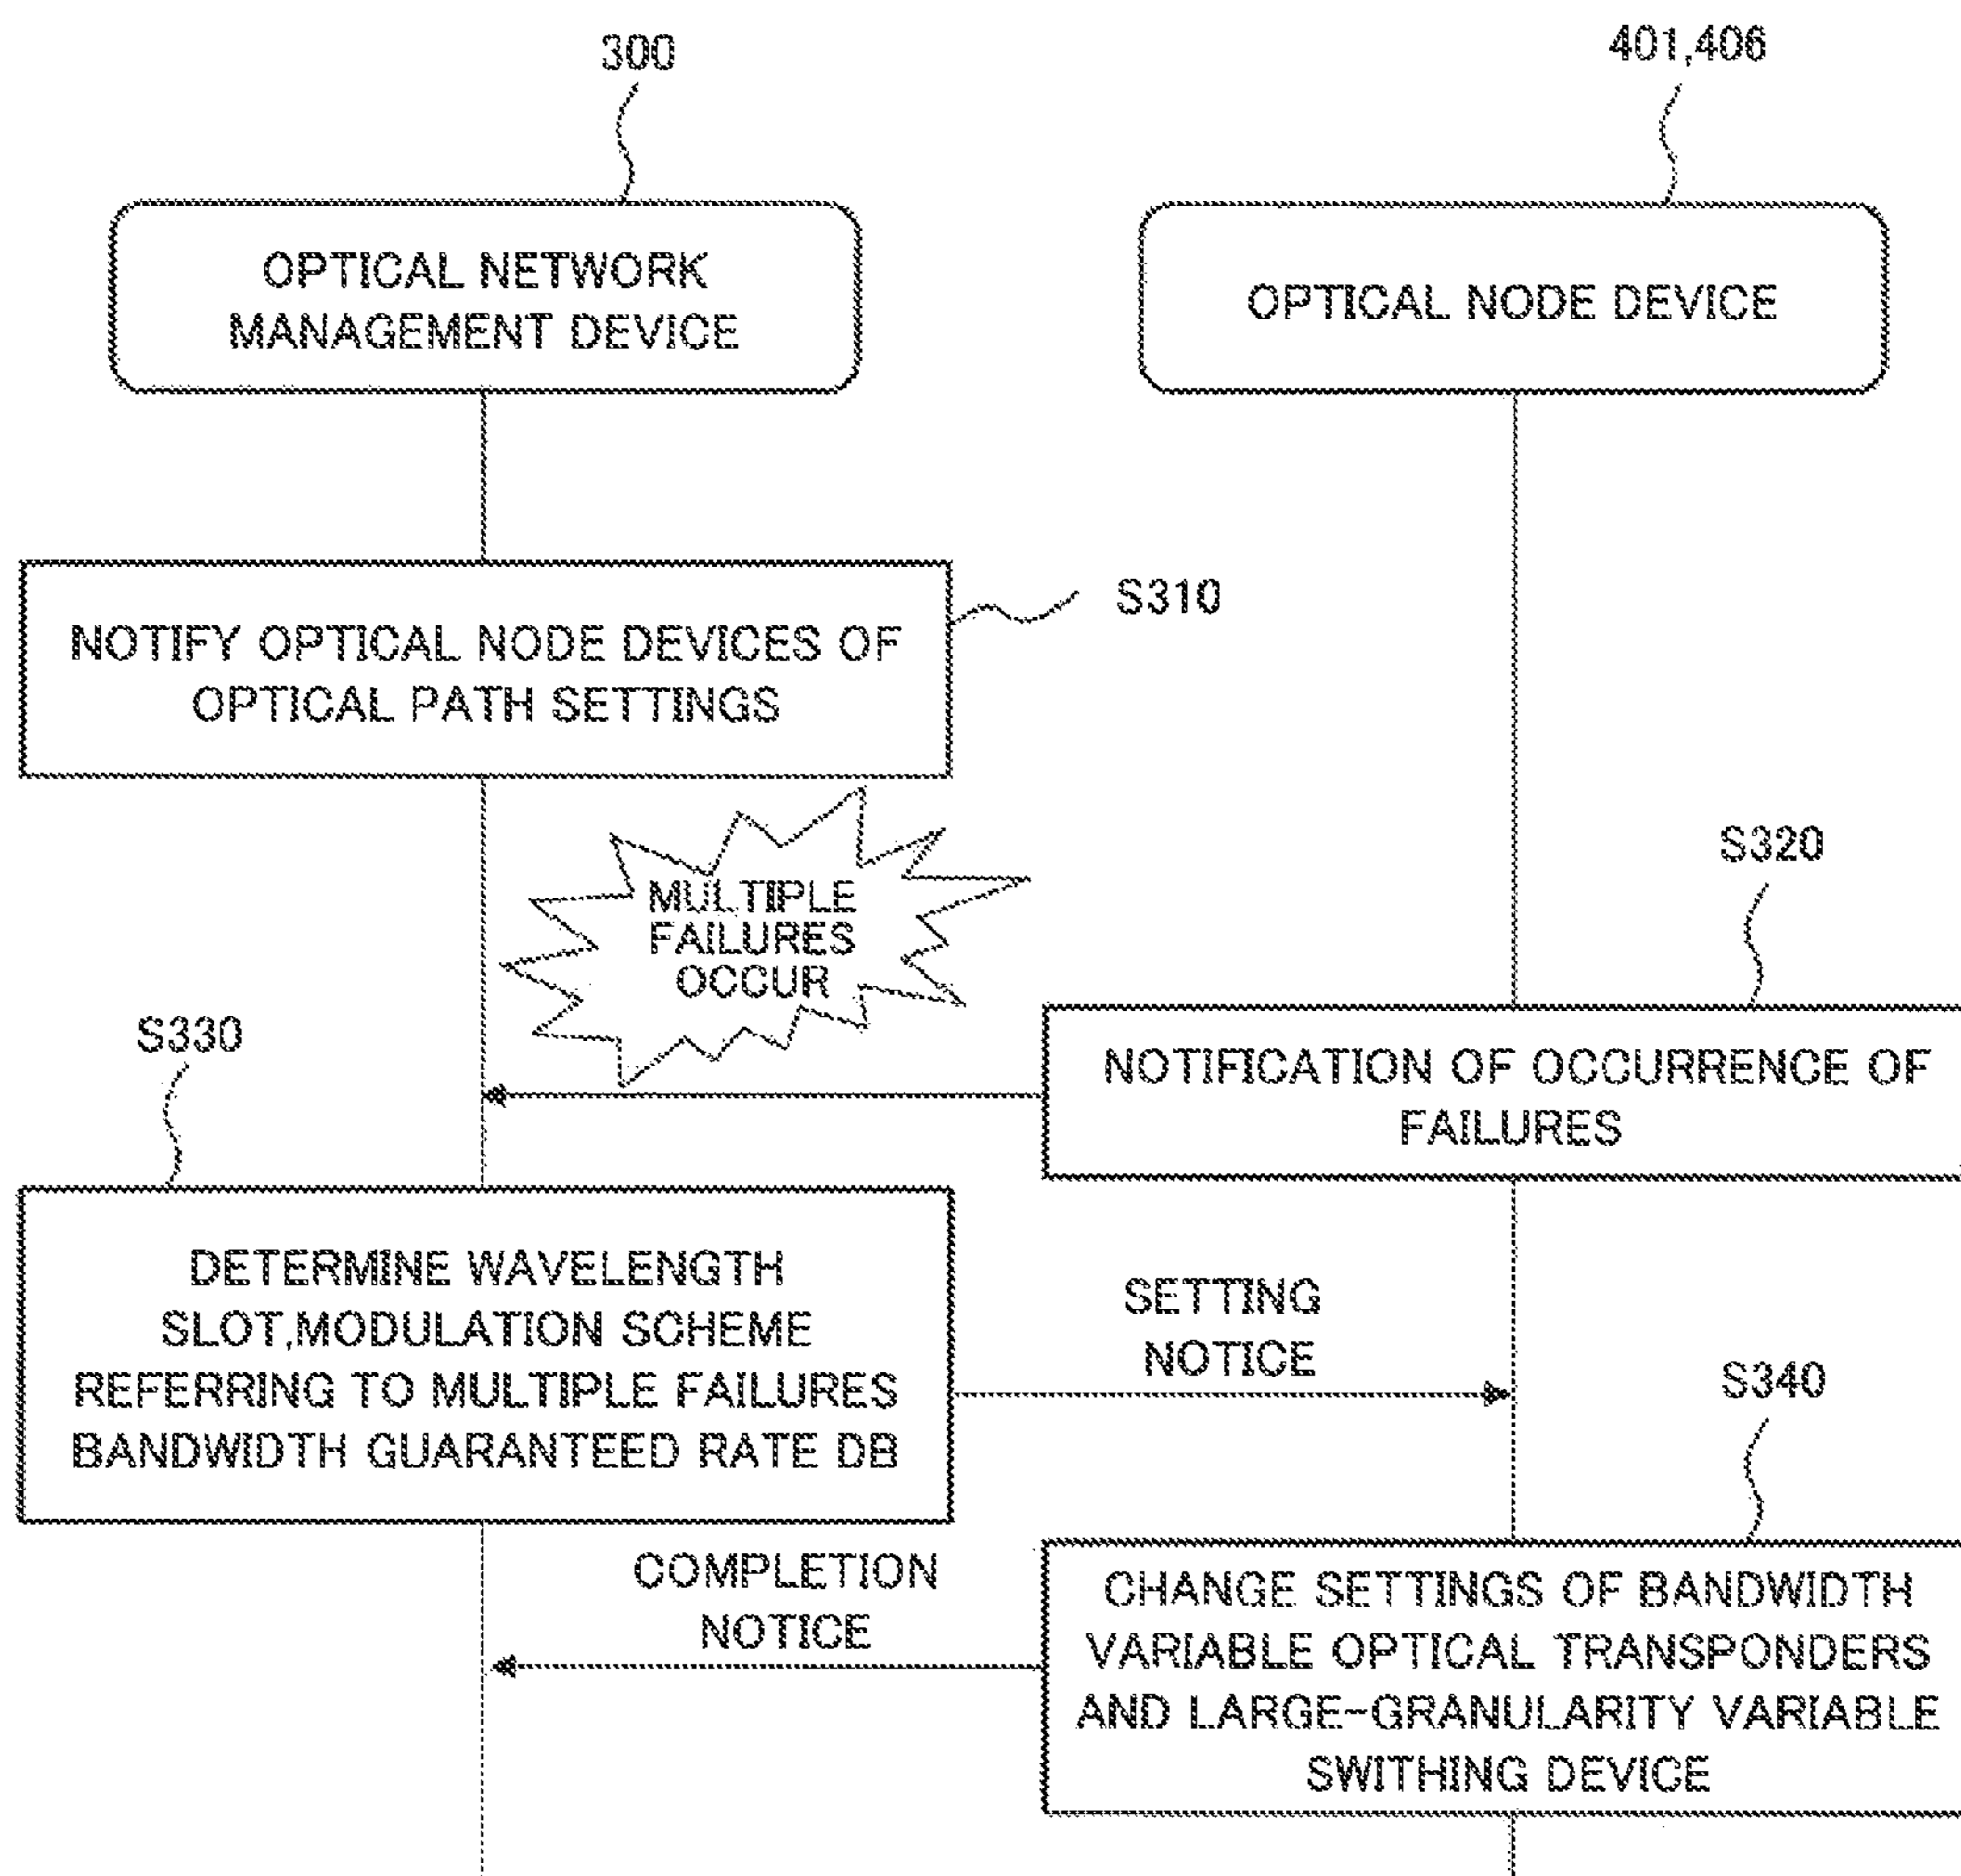 300
401,406
OPTICAL NETWORK
MANAGEMENT DEVICE
OPTICAL NODE DEVICE
S310
NOTIFY OPTICAL NODE DEVICES OF
OPTICAL PATH SETTINGS
MULTIPLE
FAILURES
OCCUR
S320
NOTIFICATION OF OCCURRENCE OF
FAILURES
S330
DETERMINE WAVELENGTH
SLOT,MODULATION SCHEME
REFERRING TO MULTIPLE FAILURES
BANDWIDTH GUARANTEED RATE DB
SETTING
NOTICE
S340
CHANGE SETTINGS OF BANDWIDTH
VARIABLE OPTICAL TRANSPONDERS
AND LARGE-GRANULARITY VARIABLE
SWITHING DEVICE
COMPLETION
NOTICE